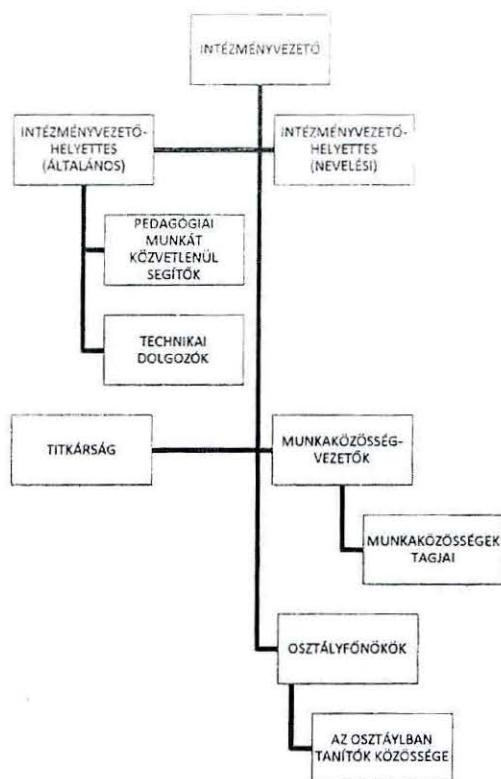 INTÉZMÉNYVEZETŐ
INTÉZMÉNYVEZETŐ-
HELYETTES
(ÁLTALÁNOS)
INTÉZMÉNYVEZETŐ-
HELYETTES
(NEVELÉSI)
PEDAGÓGIAI
MUNKÁT
KÖZVETLENÜL
SEGÍTŐK
TECHNIKAI
DOLGOZÓK
TITKÁRSÁG
MUNKAKÖZÖSSÉG-
VEZETŐK
MUNKAKÖZÖSSÉGEK
TAGJAI
OSZTÁLYFŐNÖKÖK
AZ OSZTÁYLBAN
TANÍTÓK KÖZÖSSÉGE